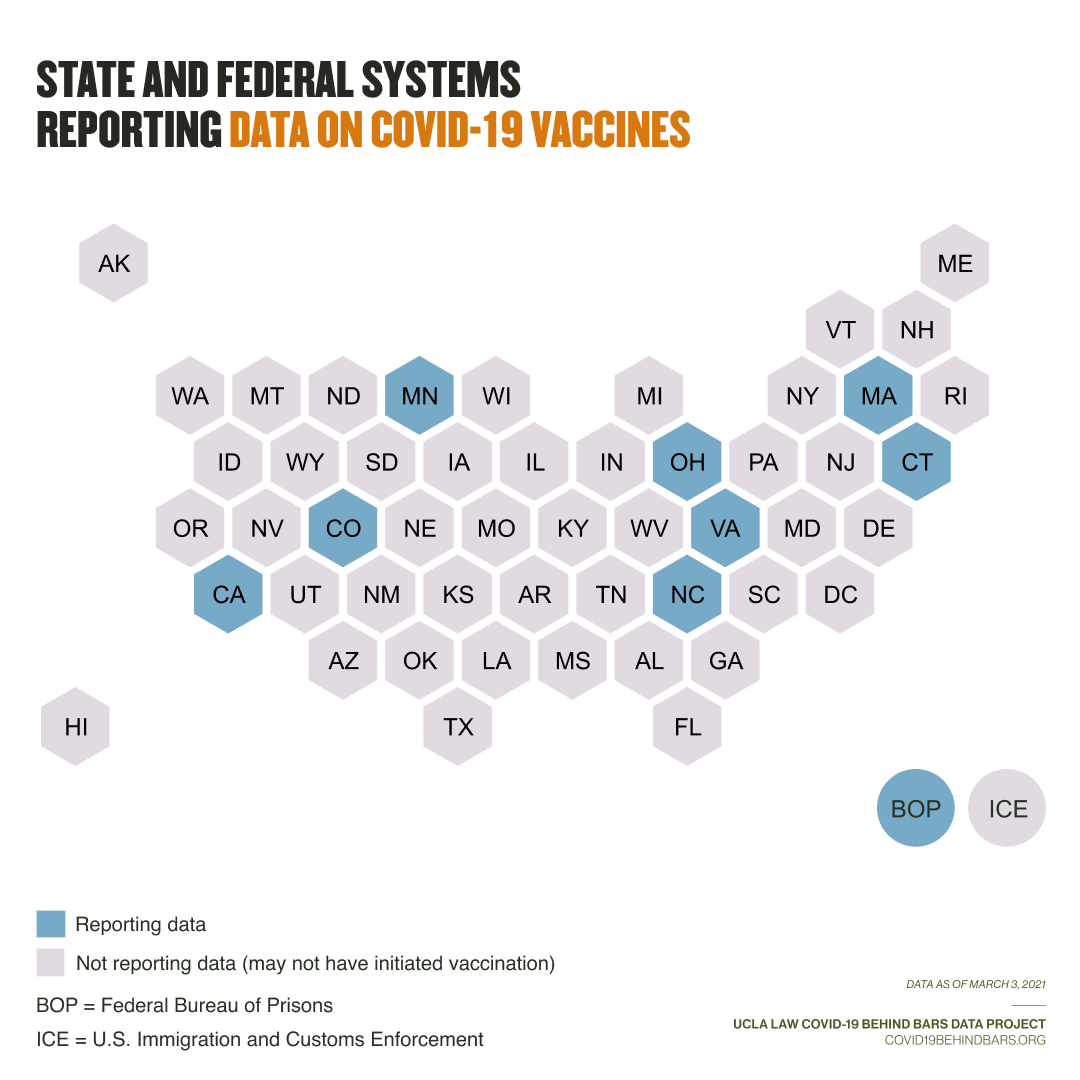 STATE AND FEDERAL SYSTEMS
REPORTING DATA ON COVID-19 VACCINES
AK ME
VT NH
WA MT ND MN WI MI NY MA RI
ID WY SD IA IL IN OH PA NJ CT
OR NV CO NE MO KY WV VA MD DE
CA UT NM KS AR TN NC SC DC
AZ OK LA MS AL GA
HI TX FL
BOP ICE
Reporting data
Not reporting data (may not have initiated vaccination)
BOP = Federal Bureau of Prisons
ICE = U.S. Immigration and Customs Enforcement
DATA AS OF MARCH 3, 2021
UCLA LAW COVID-19 BEHIND BARS DATA PROJECT
COVID19BEHINDBARS.ORG